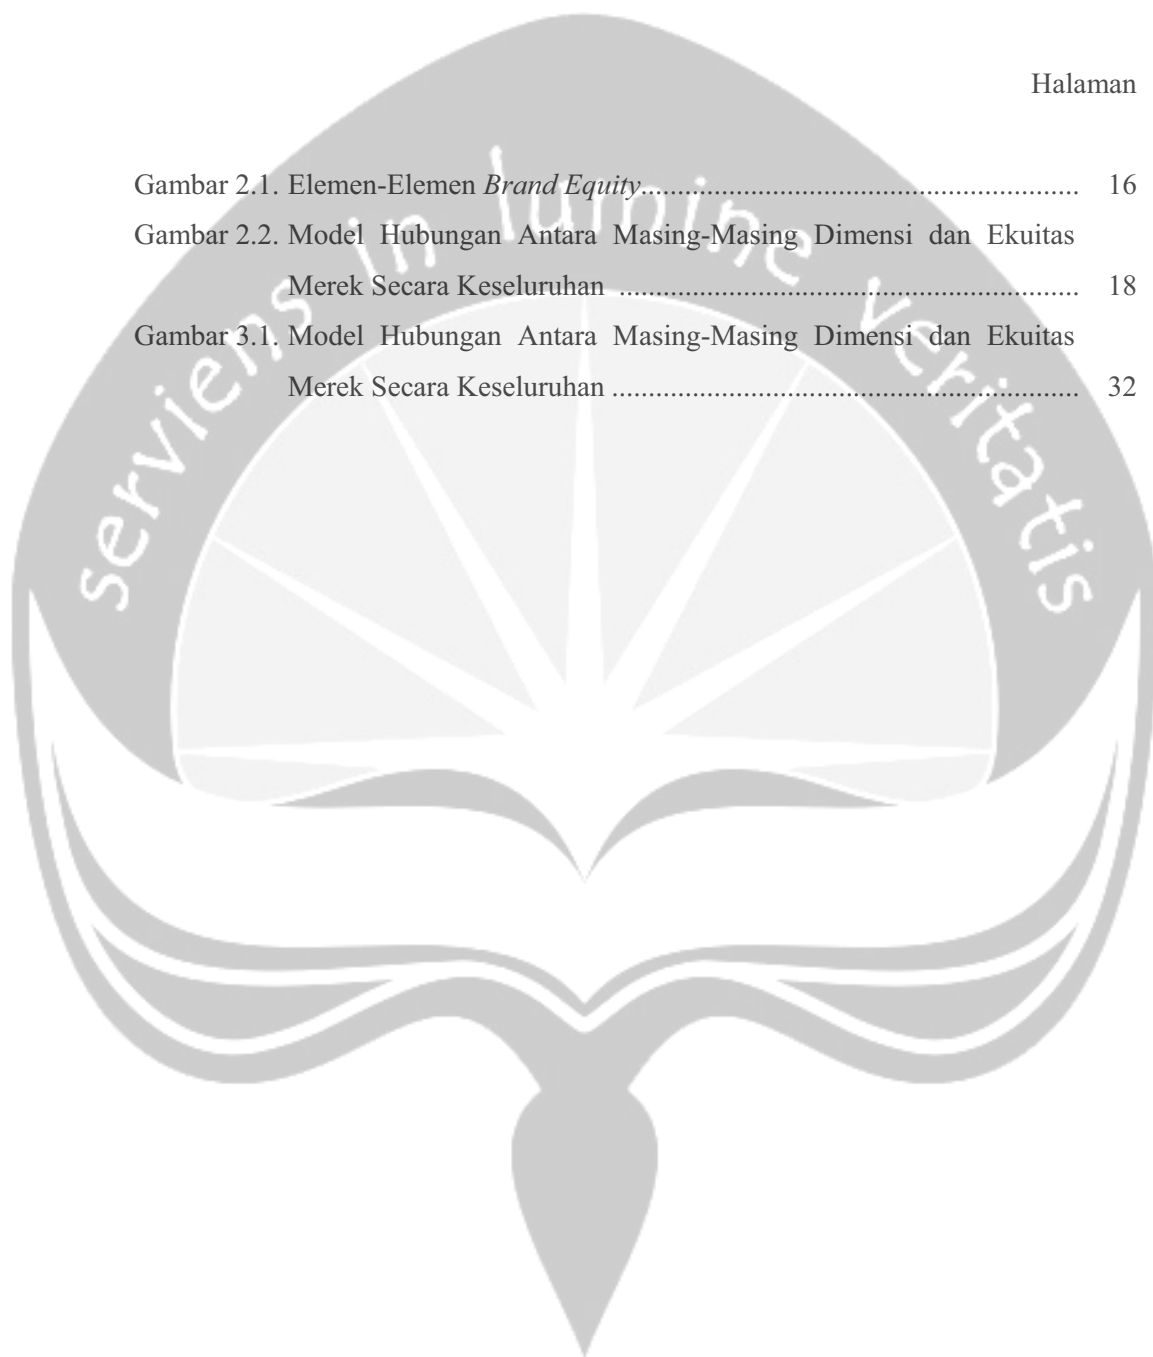 Halaman
Gambar 2.1. Elemen-Elemen Brand Equity............................................................ 16
Gambar 2.2. Model Hubungan Antara Masing-Masing Dimensi dan Ekuitas
Merek Secara Keseluruhan ............................................................... 18
Gambar 3.1. Model Hubungan Antara Masing-Masing Dimensi dan Ekuitas
Merek Secara Keseluruhan ................................................................ 32
serviens in lumine veritatis